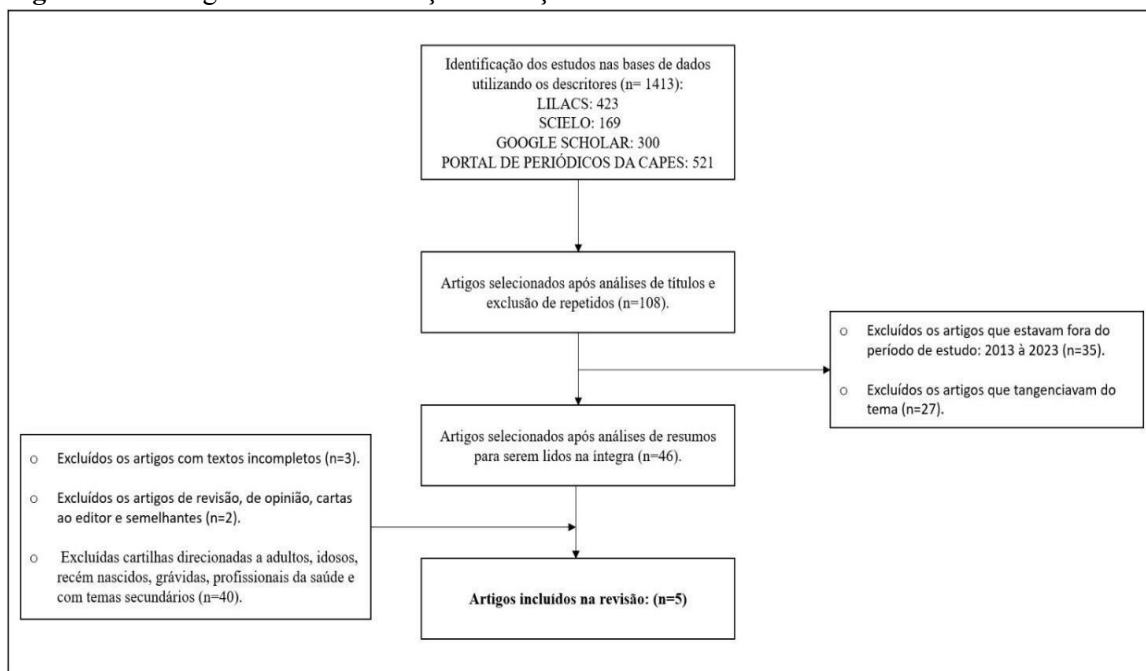 Identificação dos estudos nas bases de dados
utilizando os descritores (n= 1413):
LILACS: 423
SCIELO: 169
GOOGLE SCHOLAR: 300
PORTAL DE PERIÓDICOS DA CAPES: 521
Artigos selecionados após análises de títulos e
exclusão de repetidos (n=108).
o Excluídos os artigos que estavam fora do
período de estudo: 2013 à 2023 (n=35).
o Excluídos os artigos que tangenciavam do
tema (n=27).
Artigos selecionados após análises de resumos
para serem lidos na íntegra (n=46).
o Excluídos os artigos com textos incompletos (n=3).
o Excluídos os artigos de revisão, de opinião, cartas
ao editor e semelhantes (n=2).
o Excluídas cartilhas direcionadas a adultos, idosos,
recém nascidos, grávidas, profissionais da saúde e
com temas secundários (n=40).
Artigos incluídos na revisão: (n=5)